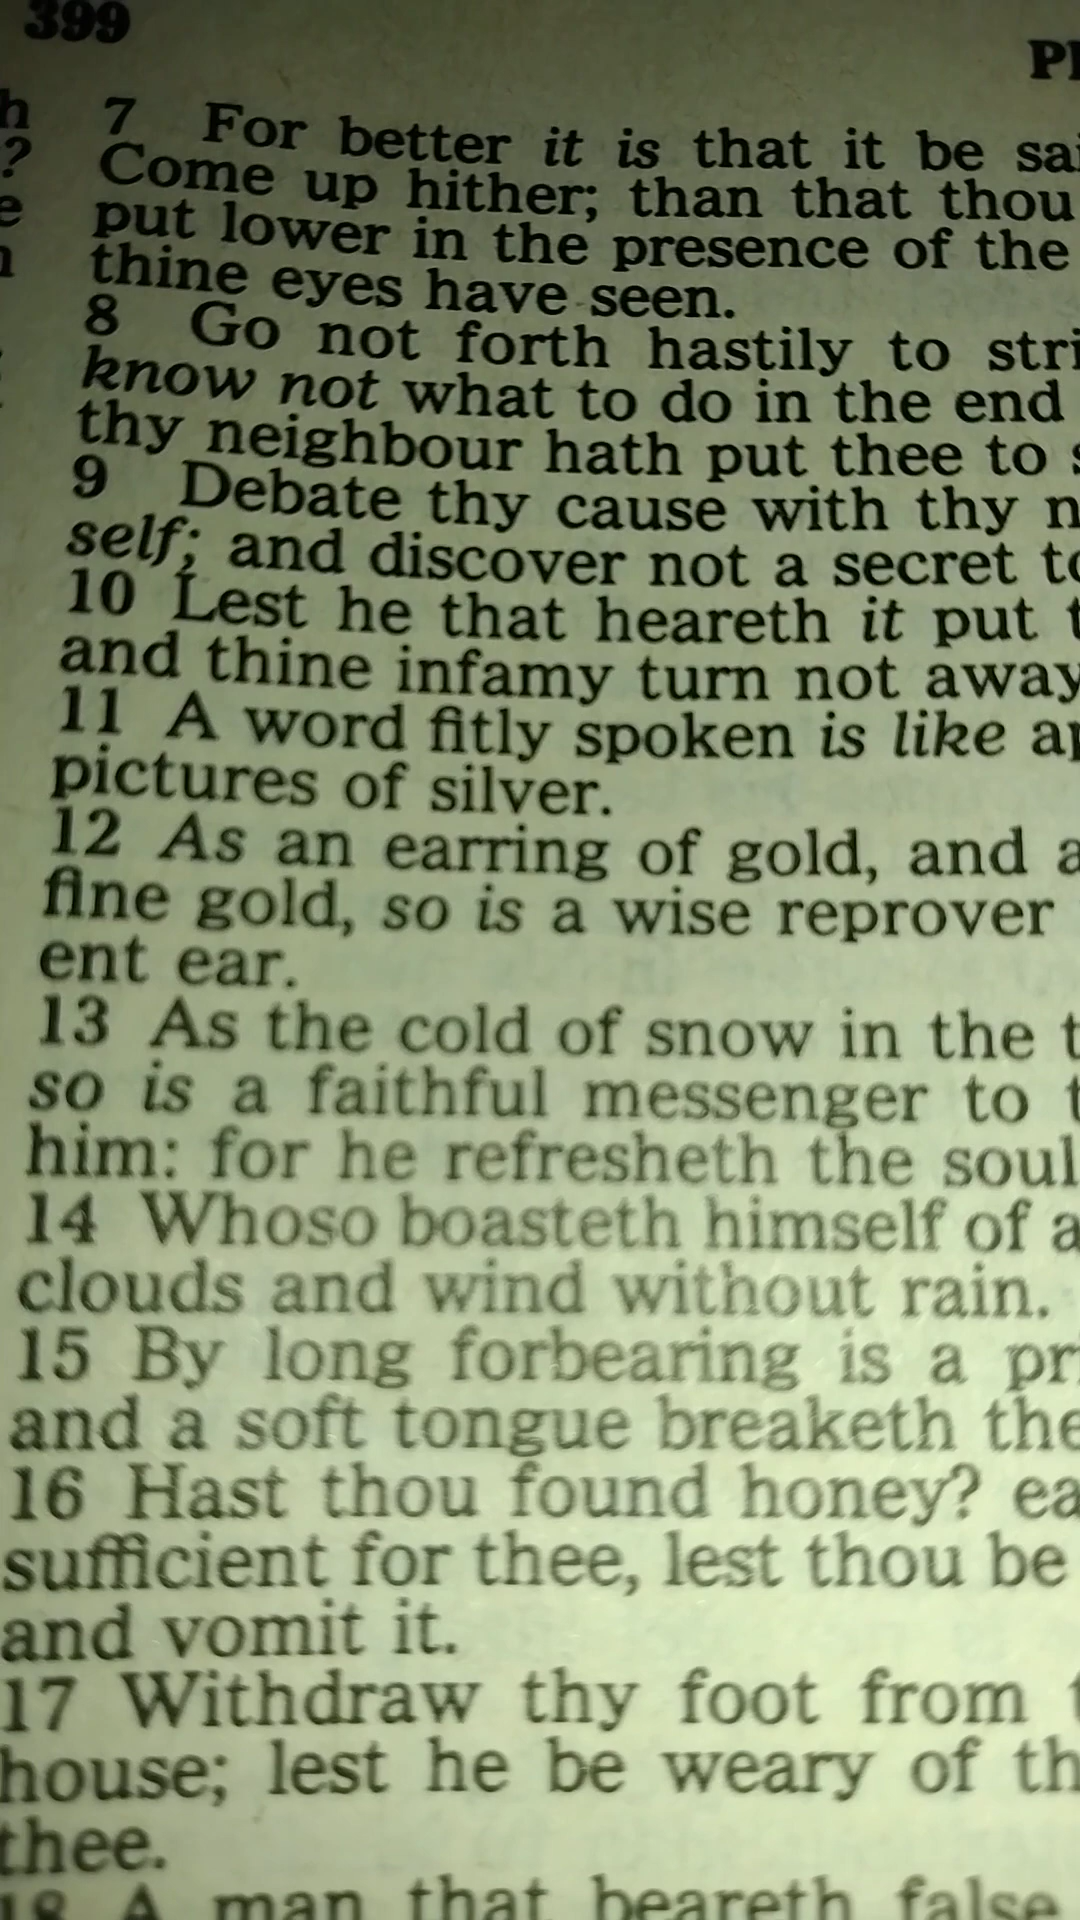 399
7 For better it is that it be
Come up hither; than that thou
put lower in the presence of the
thine eyes have seen.
8 Go not forth hastily to
know not what to do in the end
thy neighbour hath put thee to
9 Debate thy cause with thy
self; and discover not a secret
10 Lest he that heareth it put
and thine infamy turn not away
11 A word fitly spoken is like
pictures of silver.
12 As an earring of gold, and
fine gold, so is a wise reprover
ent ear.
13 As the cold of snow in the
so is a faithful messenger to
him: for he refresheth the soul
14 Whoso boasteth himself of
clouds and wind without rain.
15 By long forbearing is a
and a soft tongue breaketh the
16 Hast thou found honey?
sufficient for thee, lest thou be
and vomit it.
17 Withdraw thy foot from
house; lest he be weary of
thee.
18 A man that beareth false